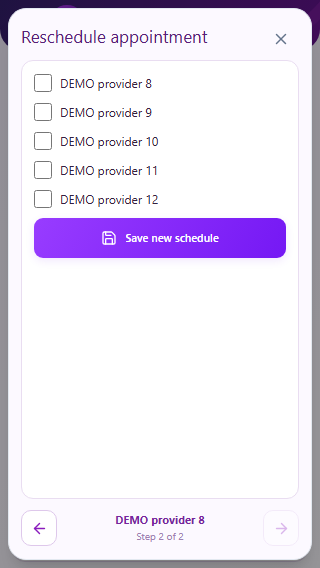 Reschedule appointment
DEMO provider 8
DEMO provider 9
DEMO provider 10
DEMO provider 11
DEMO provider 12
Save new schedule
DEMO provider 8
Step 2 of 2